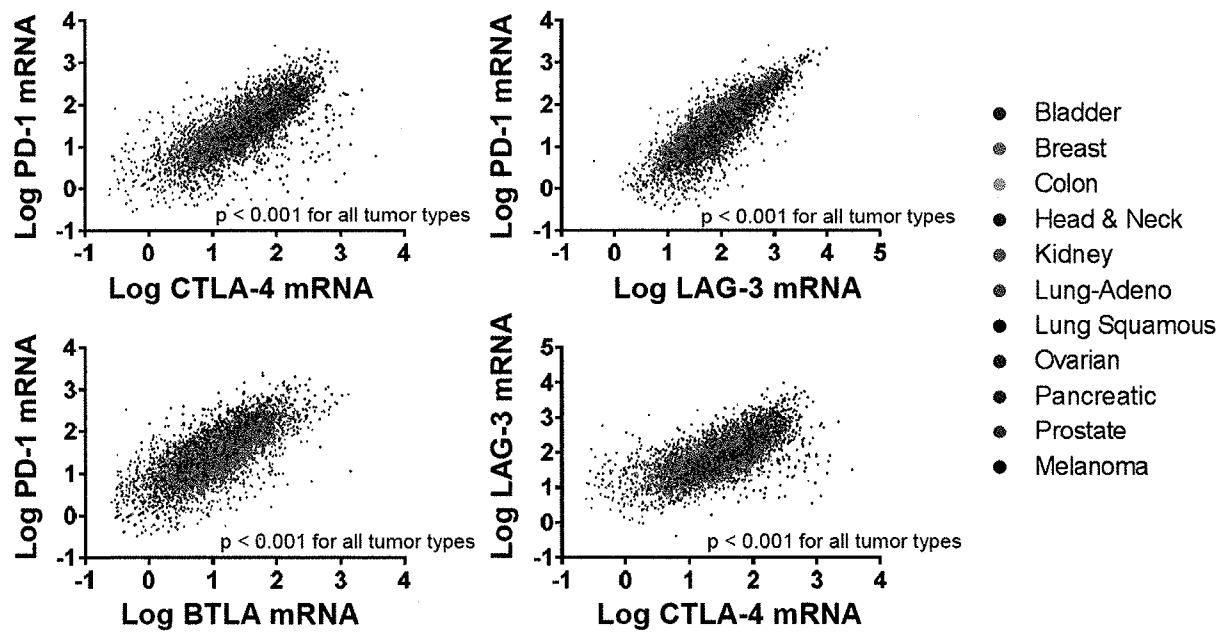 Log PD-1 mRNA
4
3
2
1
0
-1
-1 0 1 2 3 4
p < 0.001 for all tumor types
Log CTLA-4 mRNA
Log PD-1 mRNA
4
3
2
1
0
-1
-1 0 1 2 3 4 5
p < 0.001 for all tumor types
Log LAG-3 mRNA
Log PD-1 mRNA
4
3
2
1
0
-1
-1 0 1 2 3 4
p < 0.001 for all tumor types
Log BTLA mRNA
Log LAG-3 mRNA
5
4
3
2
1
0
-1
-1 0 1 2 3 4
p < 0.001 for all tumor types
Log CTLA-4 mRNA
Bladder
Breast
Colon
Head & Neck
Kidney
Lung-Adeno
Lung Squamous
Ovarian
Pancreatic
Prostate
Melanoma